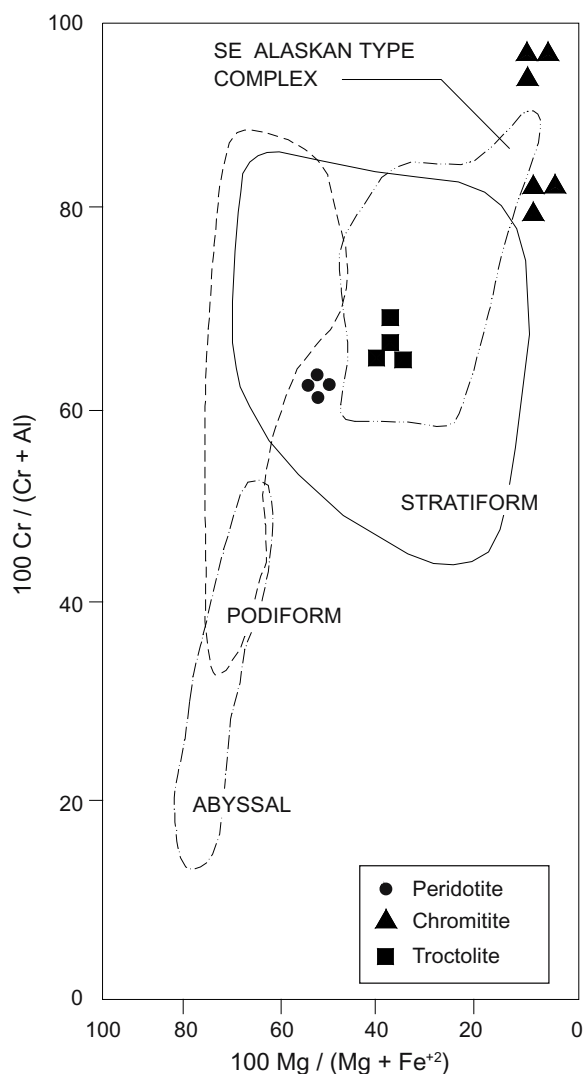 100
80
60
40
20
0
100 Cr / (Cr + Al)
SE ALASKAN TYPE
COMPLEX
STRATIFORM
PODIFORM
ABYSSAL
Peridotite
Chromitite
Troctolite
100 80 60 40 20 0
100 Mg / (Mg + Fe⁺²)